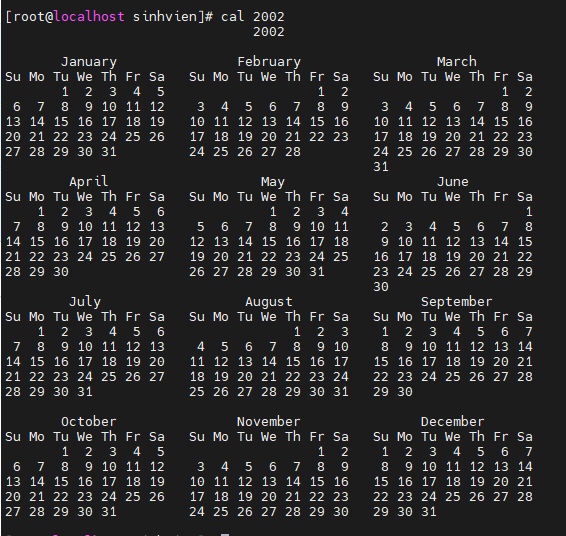 [root@localhost sinhvien]# cal 2002
                               2002

       January               February                 March
Su Mo Tu We Th Fr Sa   Su Mo Tu We Th Fr Sa   Su Mo Tu We Th Fr Sa
       1  2  3  4  5                   1  2                   1  2
 6  7  8  9 10 11 12    3  4  5  6  7  8  9    3  4  5  6  7  8  9
13 14 15 16 17 18 19   10 11 12 13 14 15 16   10 11 12 13 14 15 16
20 21 22 23 24 25 26   17 18 19 20 21 22 23   17 18 19 20 21 22 23
27 28 29 30 31         24 25 26 27 28         24 25 26 27 28 29 30
                                              31
        April                   May                   June
Su Mo Tu We Th Fr Sa   Su Mo Tu We Th Fr Sa   Su Mo Tu We Th Fr Sa
    1  2  3  4  5  6             1  2  3  4                      1
 7  8  9 10 11 12 13    5  6  7  8  9 10 11    2  3  4  5  6  7  8
14 15 16 17 18 19 20   12 13 14 15 16 17 18    9 10 11 12 13 14 15
21 22 23 24 25 26 27   19 20 21 22 23 24 25   16 17 18 19 20 21 22
28 29 30               26 27 28 29 30 31      23 24 25 26 27 28 29
                                              30
        July                  August                September
Su Mo Tu We Th Fr Sa   Su Mo Tu We Th Fr Sa   Su Mo Tu We Th Fr Sa
    1  2  3  4  5  6                1  2  3    1  2  3  4  5  6  7
 7  8  9 10 11 12 13    4  5  6  7  8  9 10    8  9 10 11 12 13 14
14 15 16 17 18 19 20   11 12 13 14 15 16 17   15 16 17 18 19 20 21
21 22 23 24 25 26 27   18 19 20 21 22 23 24   22 23 24 25 26 27 28
28 29 30 31            25 26 27 28 29 30 31   29 30

       October               November               December
Su Mo Tu We Th Fr Sa   Su Mo Tu We Th Fr Sa   Su Mo Tu We Th Fr Sa
       1  2  3  4  5                   1  2    1  2  3  4  5  6  7
 6  7  8  9 10 11 12    3  4  5  6  7  8  9    8  9 10 11 12 13 14
13 14 15 16 17 18 19   10 11 12 13 14 15 16   15 16 17 18 19 20 21
20 21 22 23 24 25 26   17 18 19 20 21 22 23   22 23 24 25 26 27 28
27 28 29 30 31         24 25 26 27 28 29 30   29 30 31